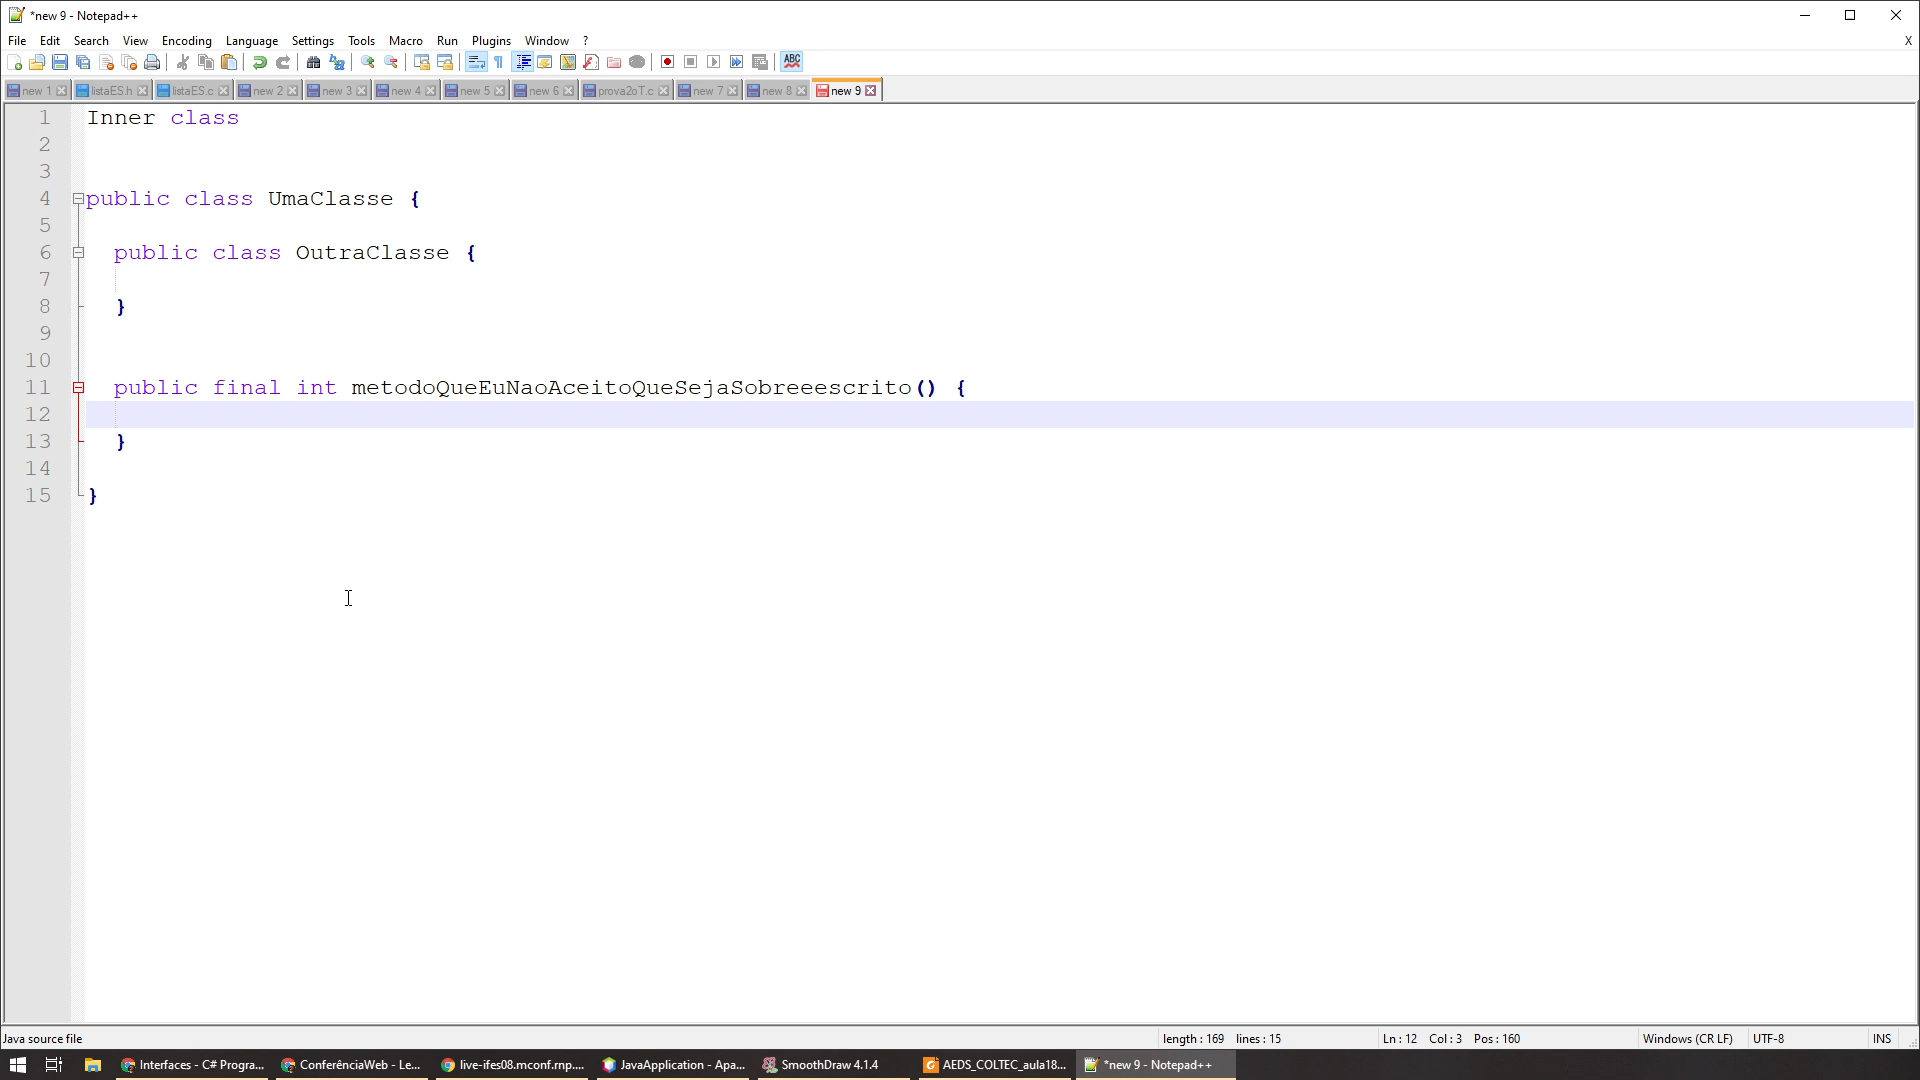 *new 9 - Notepad++
File Edit Search View Encoding Language Settings Tools Macro Run Plugins Window ? X
ABC
new 1 listaES.h listaES.c new 2 new 3 new 4 new 5 new 6 prova2oT.c new 7 new 8 new 9
1 Inner class
2
3
4 public class UmaClasse {
5
6 public class OutraClasse {
7
8 }
9
10
11 public final int metodoQueEuNaoAceitoQueSejaSobreeescrito() {
12
13 }
14
15 }
Java source file length : 169 lines : 15 Ln : 12 Col : 3 Pos : 160 Windows (CR LF) UTF-8 INS
Interfaces - C# Progra... ConferênciaWeb - Le... live-ifes08.mconf.rnp.... JavaApplication - Apa... SmoothDraw 4.1.4 AEDS_COLTEC_aula18... *new 9 - Notepad++